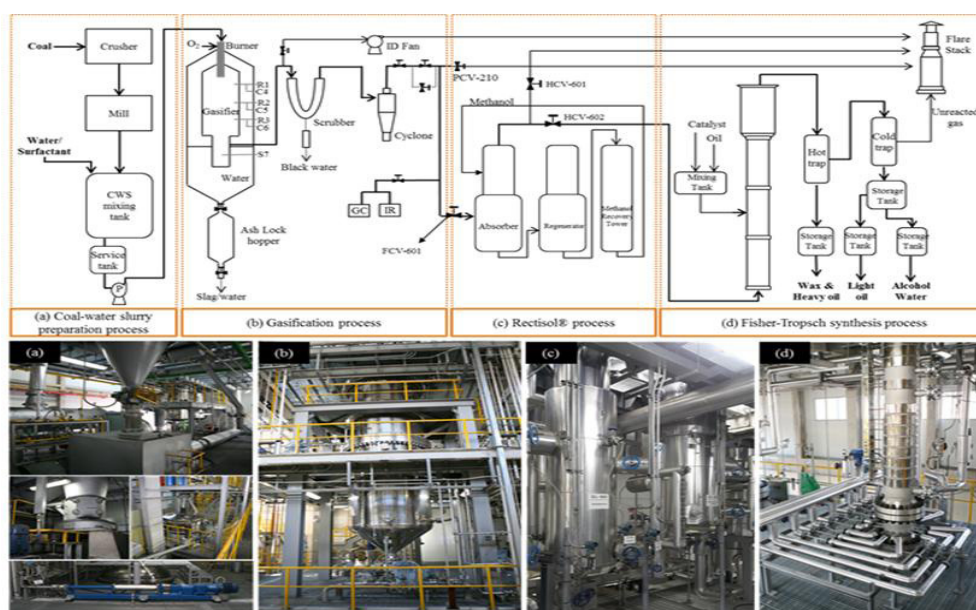 Coal
Crusher
Mill
Water/
Surfactant
CWS
mixing
tank
Service
tank
P
(a) Coal-water slurry
preparation process
O2
Burner
Gasifier
R1
C4
R2
C5
R3
C6
S7
Water
Ash Lock
hopper
Slag/water
Scrubber
Black water
ID Fan
Cyclone
GC
IR
FCV-601
(b) Gasification process
PCV-210
Methanol
HCV-601
HCV-602
Absorber
Regenerator
Methanol
Recovery
Tower
(c) Rectisol® process
Catalyst
Oil
Mixing
Tank
Hot
trap
Cold
trap
Flare
Stack
Unreacted
gas
Storage
Tank
Storage
Tank
Storage
Tank
Storage
Tank
Wax &
Heavy oil
Light
oil
Alcohol
Water
(d) Fisher-Tropsch synthesis process
(a)
(b)
(c)
(d)